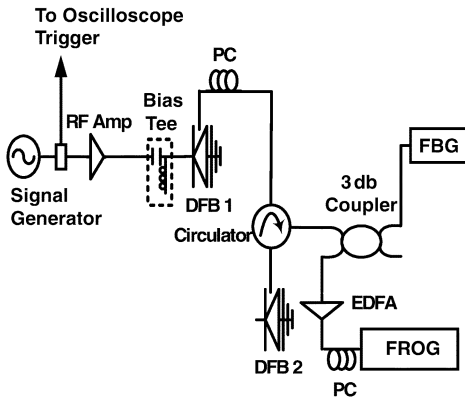 To Oscilloscope
Trigger
PC
RF Amp
Bias
Tee
FBG
Signal
Generator
DFB 1
3 db
Coupler
Circulator
EDFA
DFB 2
FROG
PC